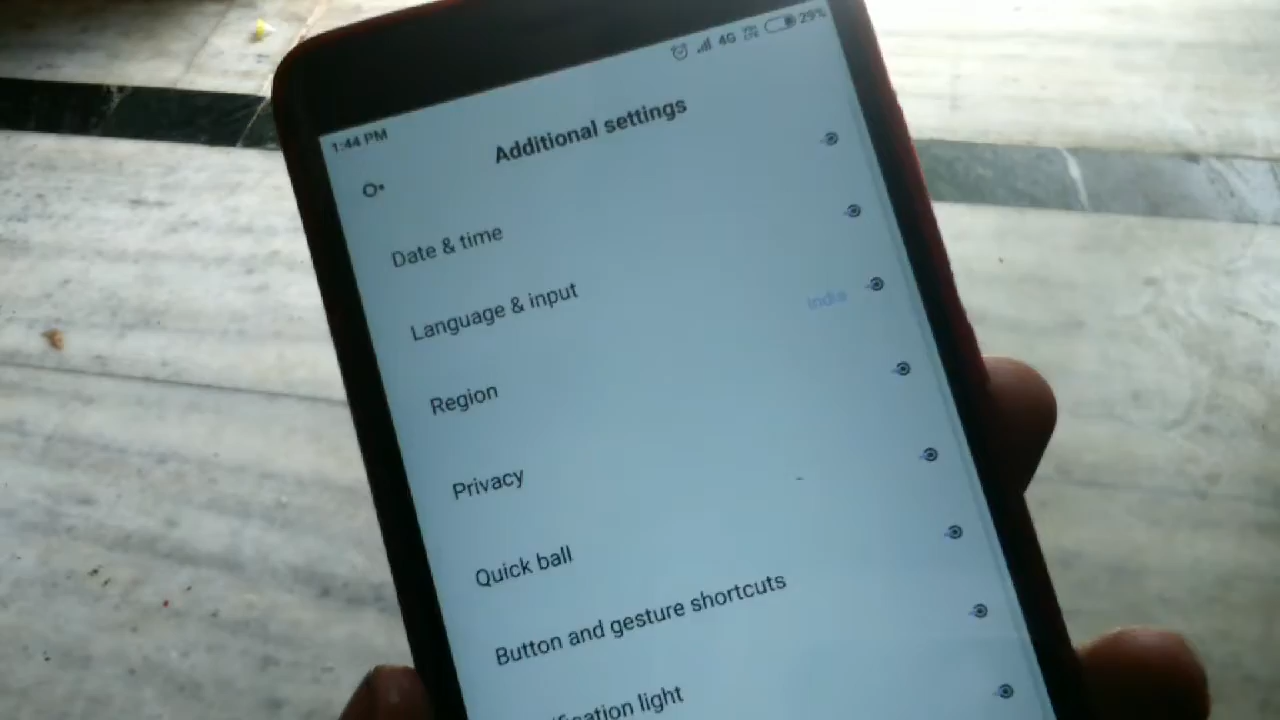 4G 29%
1:44 PM
Additional settings
Date & time
Language & input
Region
India
Privacy
Quick ball
Button and gesture shortcuts
light